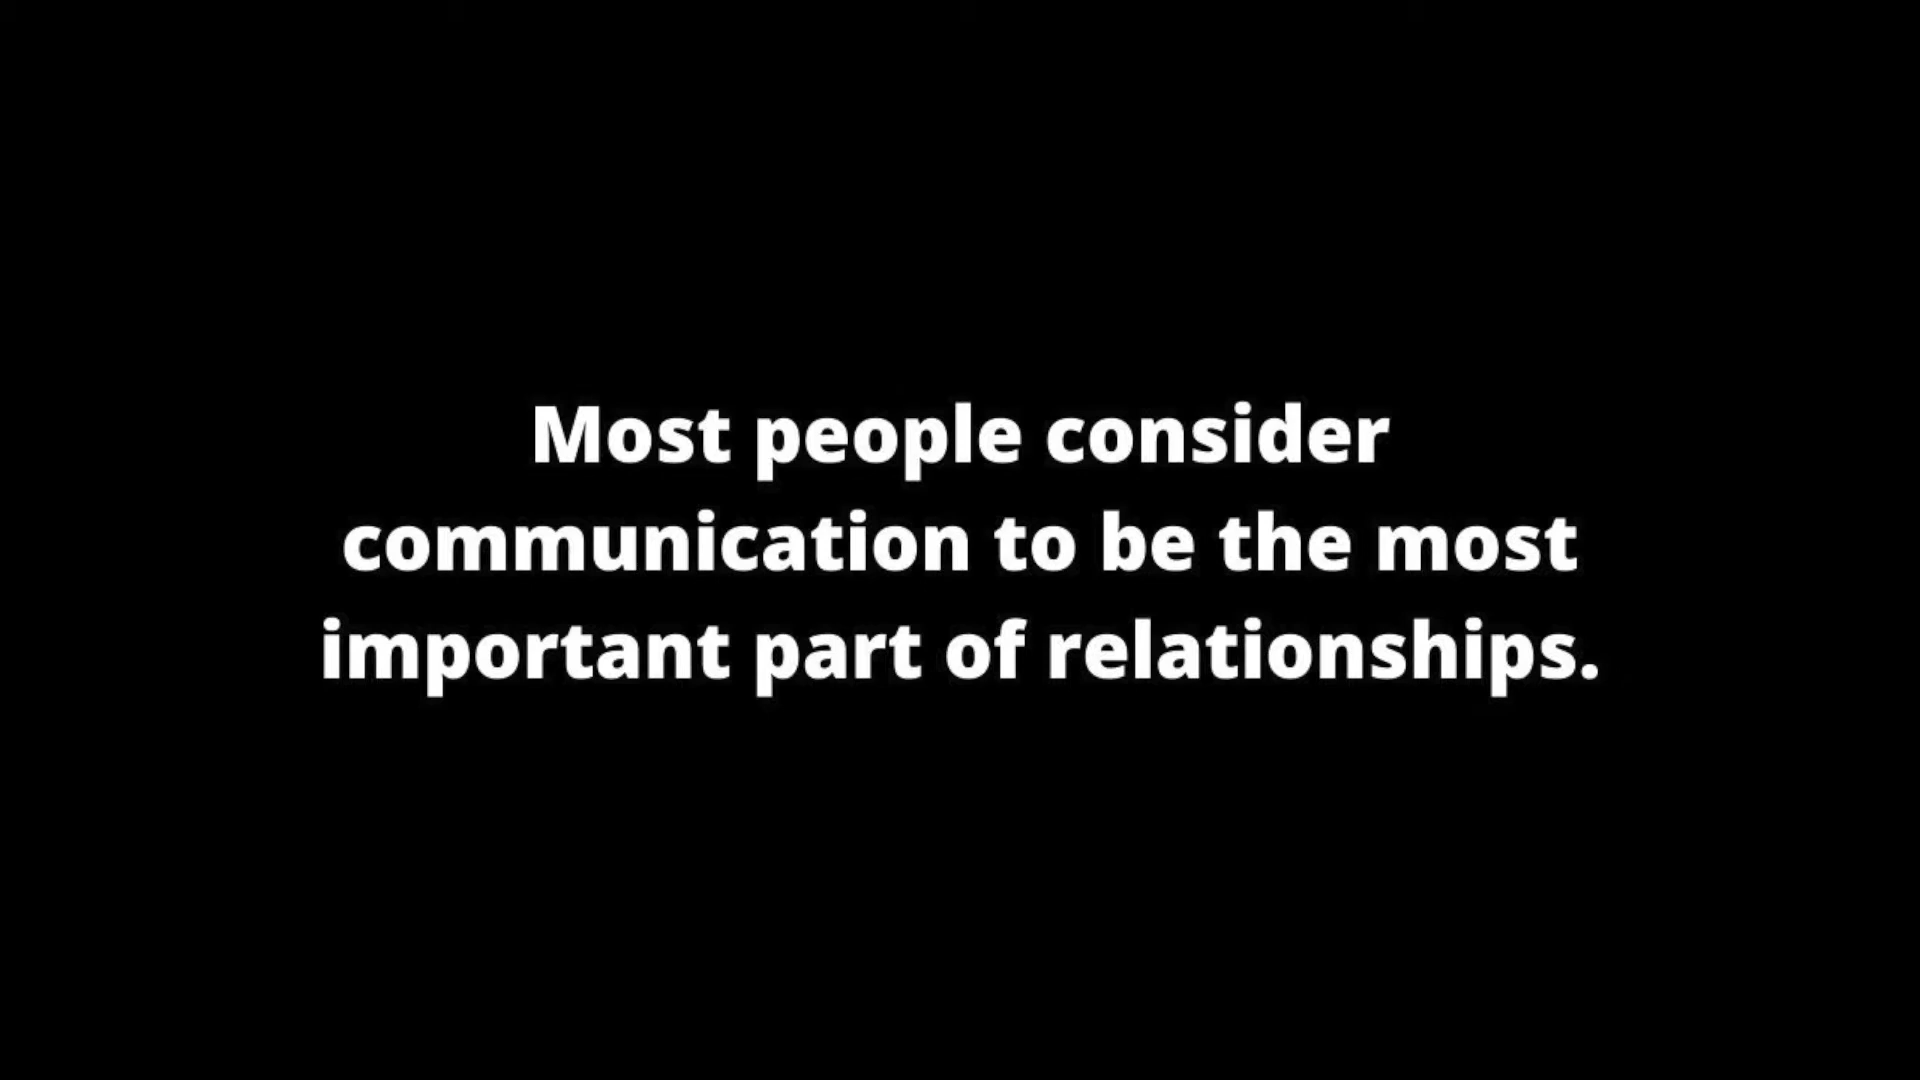 Most people consider
communication to be the most
important part of relationships.